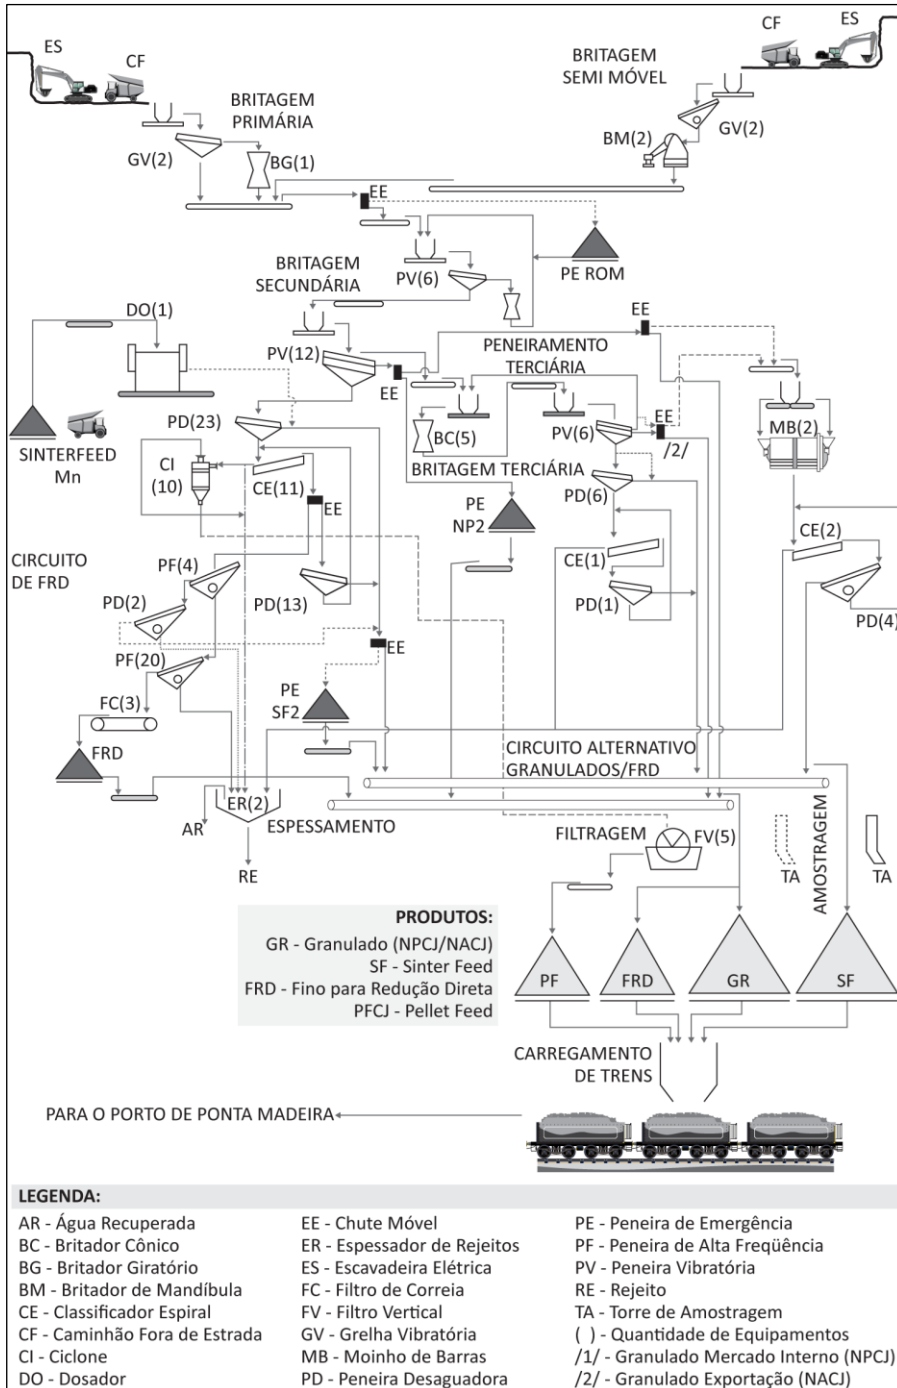 ES
CF
CF
ES
BRITAGEM
PRIMÁRIA
BRITAGEM
SEMI MÓVEL
GV(2)
BG(1)
BM(2)
GV(2)
EE
PE ROM
PV(6)
BRITAGEM
SECUNDÁRIA
DO(1)
EE
PV(12)
EE
PENEIRAMENTO
TERCIÁRIA
SINTERFEED
Mn
PD(23)
BC(5)
PV(6)
EE
/2/
MB(2)
CI
(10)
CE(11)
EE
BRITAGEM TERCIÁRIA
PD(6)
PE
NP2
CE(2)
CIRCUITO
DE FRD
PF(4)
PD(2)
PD(13)
CE(1)
PD(1)
PD(4)
PF(20)
EE
FC(3)
PE
SF2
FRD
CIRCUITO ALTERNATIVO
GRANULADOS/FRD
ER(2)
AR
ESPESSAMENTO
RE
FILTRAGEM
FV(5)
TA
AMOSTRAGEM
TA
PRODUTOS:
GR - Granulado (NPCJ/NACJ)
SF - Sinter Feed
FRD - Fino para Redução Direta
PFCJ - Pellet Feed
PF
FRD
GR
SF
CARREGAMENTO
DE TRENS
PARA O PORTO DE PONTA MADEIRA
LEGENDA:
AR - Água Recuperada
BC - Britador Cônico
BG - Britador Giratório
BM - Britador de Mandíbula
CE - Classificador Espiral
CF - Caminhão Fora de Estrada
CI - Ciclone
DO - Dosador
EE - Chute Móvel
ER - Espessador de Rejeitos
ES - Escavadeira Elétrica
FC - Filtro de Correia
FV - Filtro Vertical
GV - Grelha Vibratória
MB - Moinho de Barras
PD - Peneira Desaguadora
PE - Peneira de Emergência
PF - Peneira de Alta Freqüência
PV - Peneira Vibratória
RE - Rejeito
TA - Torre de Amostragem
( ) - Quantidade de Equipamentos
/1/ - Granulado Mercado Interno (NPCJ)
/2/ - Granulado Exportação (NACJ)